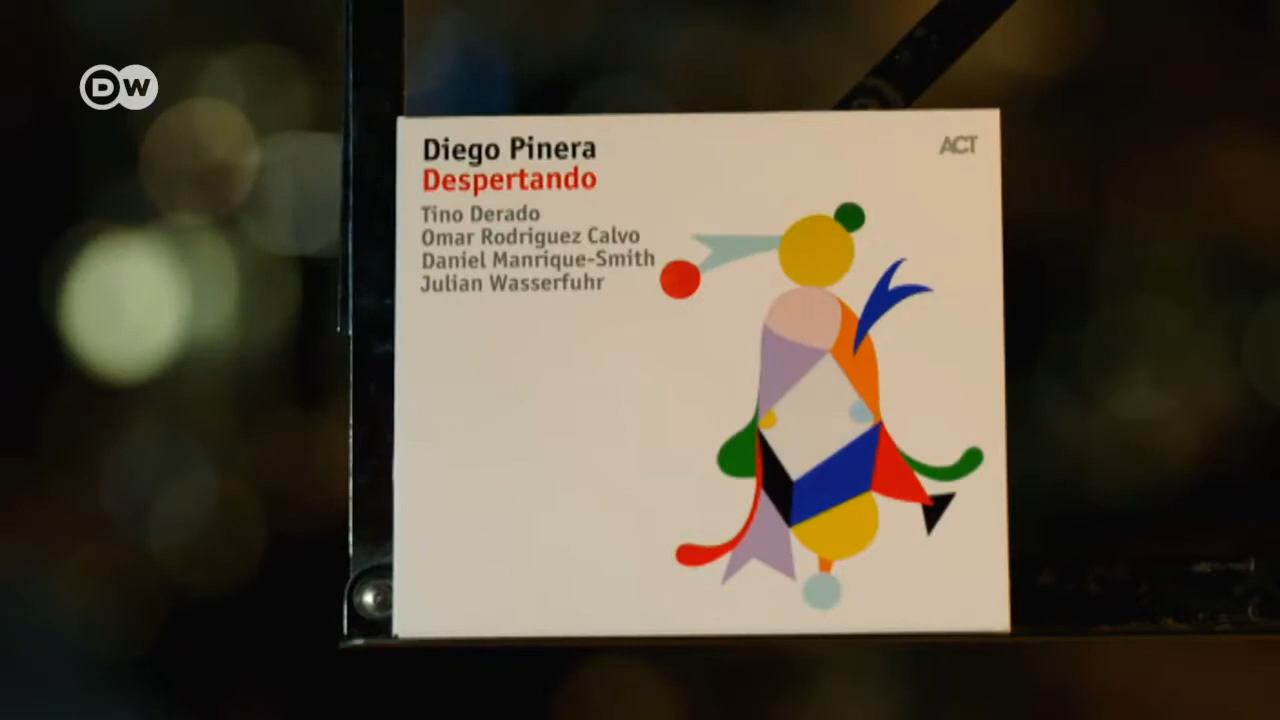 DW
Diego Pinera
ACT
Despertando
Tino Derado
Omar Rodriguez Calvo
Daniel Manrique-Smith
Julian Wasserfuhr